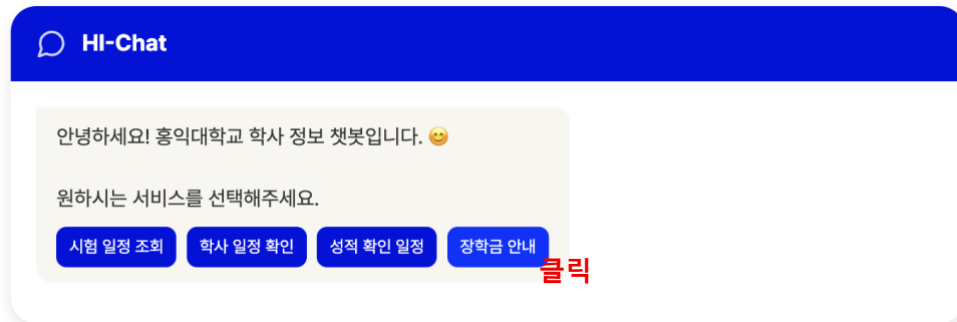 HI-Chat
안녕하세요! 홍익대학교 학사 정보 챗봇입니다. 😊
원하시는 서비스를 선택해주세요.
시험 일정 조회 학사 일정 확인 성적 확인 일정 장학금 안내
클릭